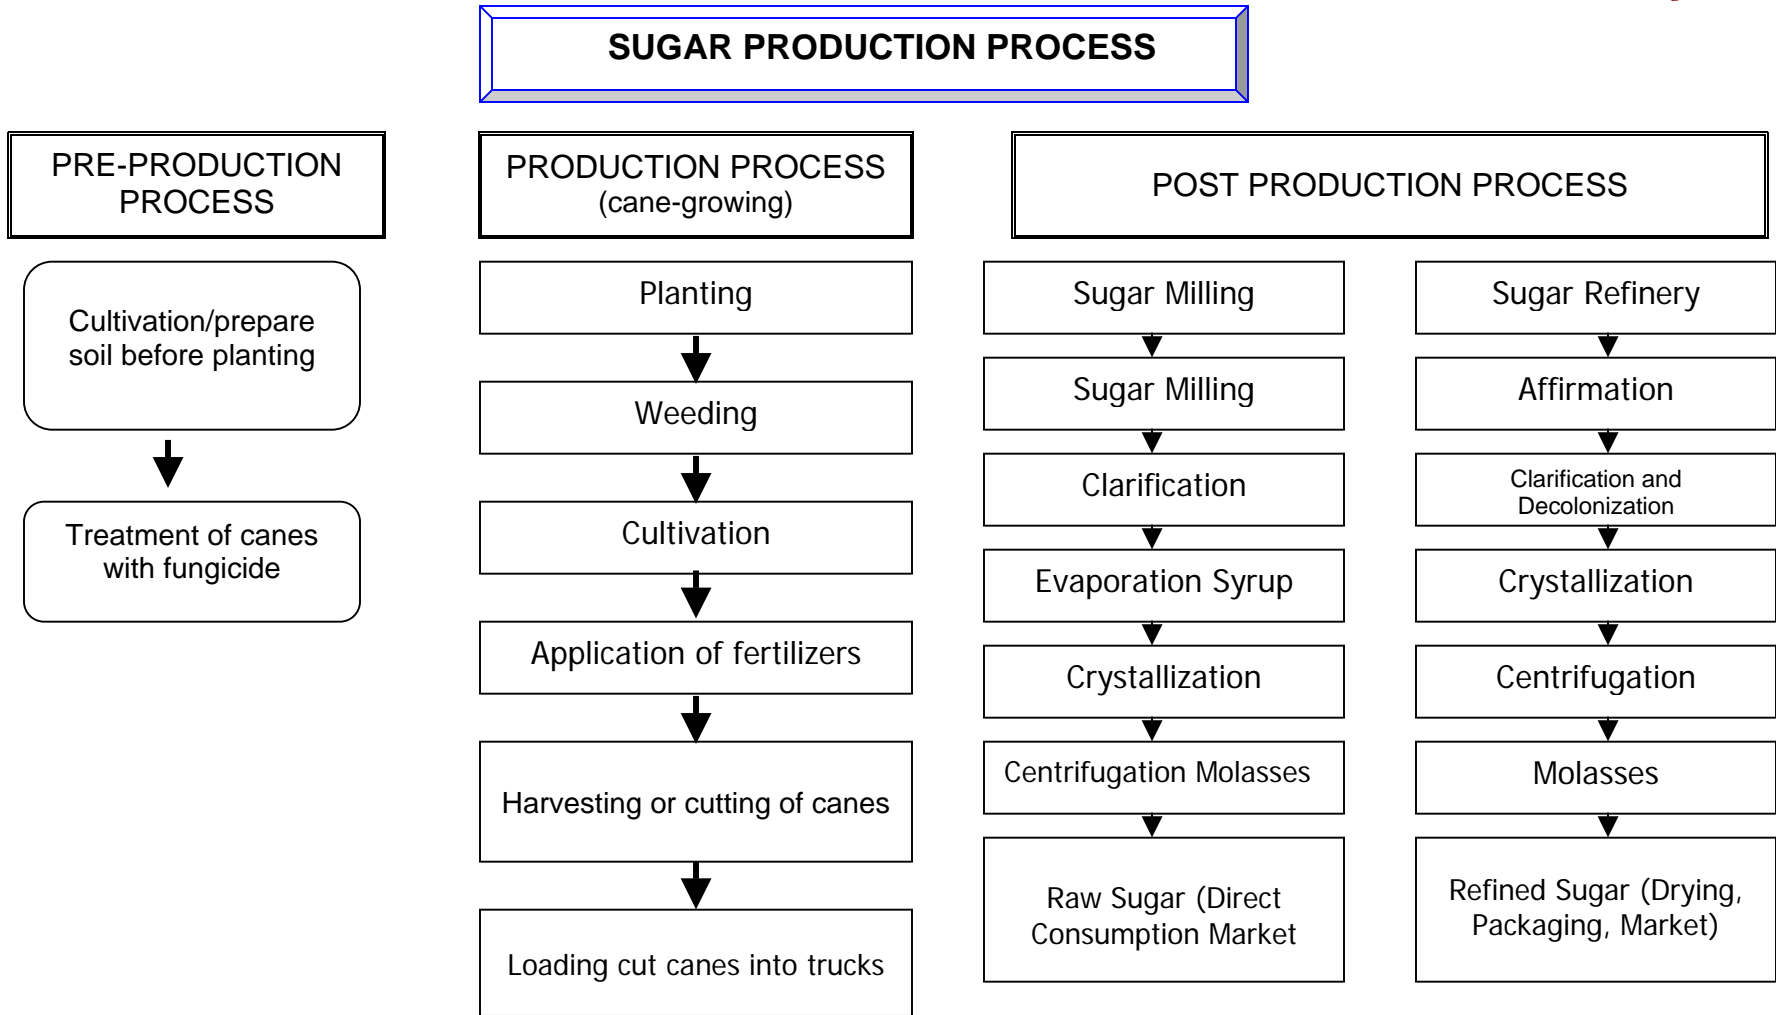 SUGAR PRODUCTION PROCESS
PRE-PRODUCTION
PROCESS
Cultivation/prepare
soil before planting
Treatment of canes
with fungicide
PRODUCTION PROCESS
(cane-growing)
Planting
Weeding
Cultivation
Application of fertilizers
Harvesting or cutting of canes
Loading cut canes into trucks
POST PRODUCTION PROCESS
Sugar Milling
Sugar Milling
Clarification
Evaporation Syrup
Crystallization
Centrifugation Molasses
Raw Sugar (Direct
Consumption Market
Sugar Refinery
Affirmation
Clarification and
Decolonization
Crystallization
Centrifugation
Molasses
Refined Sugar (Drying,
Packaging, Market)